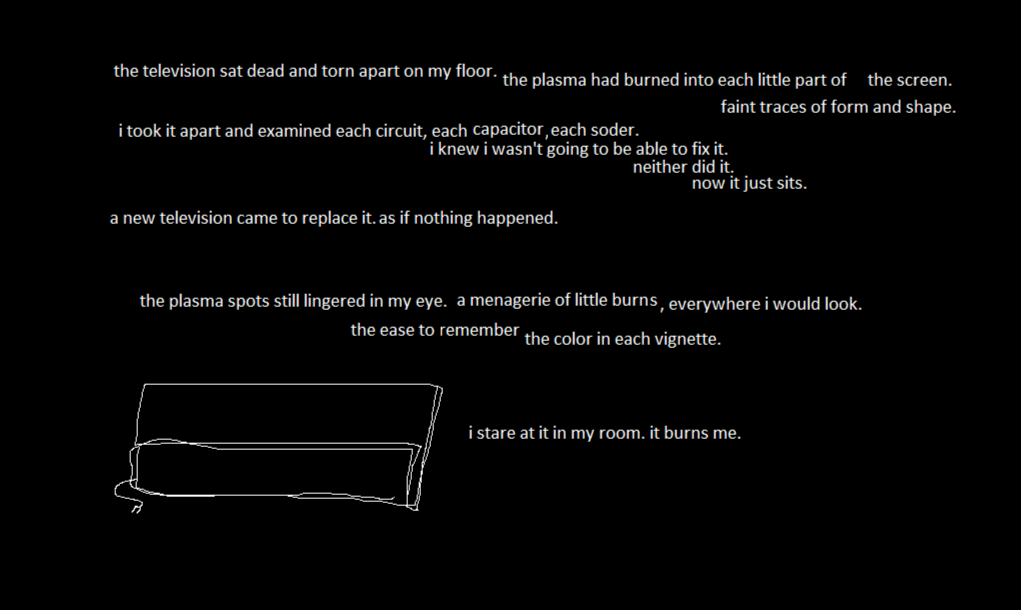 the television sat dead and torn apart on my floor. the plasma had burned into each little part of the screen.
faint traces of form and shape.
i took it apart and examined each circuit, each capacitor, each soder.
i knew i wasn't going to be able to fix it.
neither did it.
now it just sits.
a new television came to replace it. as if nothing happened.
the plasma spots still lingered in my eye. a menagerie of little burns, everywhere i would look.
the ease to remember the color in each vignette.
i stare at it in my room. it burns me.